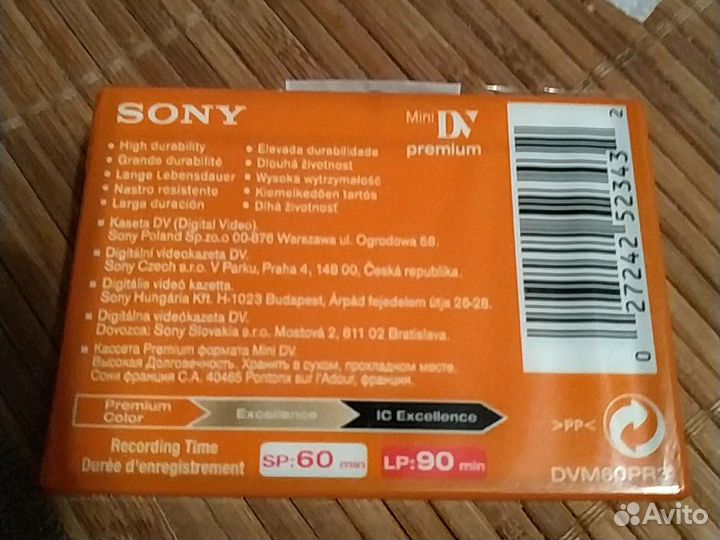 SONY
Mini DV
premium
• High durability
• Grande durabilité
• Lange Lebensdauer
• Nastro resistente
• Larga duración
• Elevada durabilidade
• Dlouhá životnost
• Wysoka wytrzymałość
• Kiemelkedően tartós
• Dlhá životnost
• Kaseta DV (Digital Video).
Sony Poland Sp.zo.o 00-876 Warszawa ul. Ogrodowa 58.
• Digitální videokazeta DV.
Sony Czech s.r.o. V Parku, Praha 4, 148 00, Česká republika.
• Digitális videó kazetta.
Sony Hungária Kft. H-1023 Budapest, Árpád fejedelem útja 26-28.
• Digitálna videókazeta DV.
Dovozca: Sony Slovakia s.r.o. Mostová 2, 811 02 Bratislava.
• Кассета Premium формата Mini DV.
Высокая Долговечность. Хранить в сухом, прохладном месте.
Сони франция С.А. 40465 Pontonx sur l'Adour, франция.
Premium Color
Excellence
IC Excellence
Recording Time
Durée d'enregistrement
SP:60 min
LP:90 min
0 27242 52343 2
>PP<
DVM60PR3
Avito